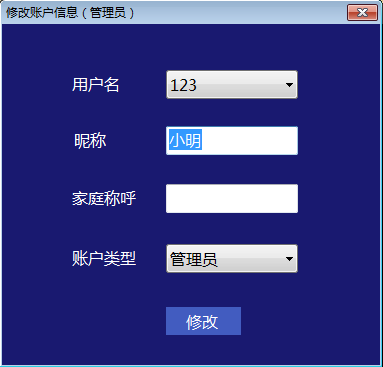 修改账户信息（管理员）
用户名 123
昵称 小明
家庭称呼
账户类型 管理员
修改